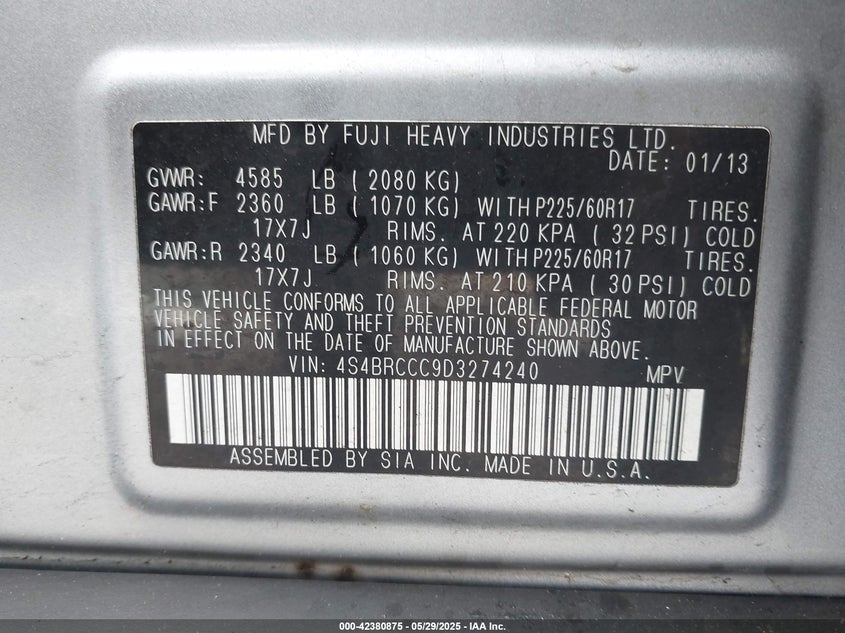 MFD BY FUJI HEAVY INDUSTRIES LTD.
DATE: 01/13
GVWR: 4585 LB ( 2080 KG)
GAWR:F 2360 LB ( 1070 KG) WITH P225/60R17 TIRES.
17X7J RIMS. AT 220 KPA ( 32 PSI) COLD
GAWR:R 2340 LB ( 1060 KG) WITH P225/60R17 TIRES.
17X7J RIMS. AT 210 KPA ( 30 PSI) COLD
THIS VEHICLE CONFORMS TO ALL APPLICABLE FEDERAL MOTOR
VEHICLE SAFETY AND THEFT PREVENTION STANDARDS
IN EFFECT ON THE DATE OF MANUFACTURE SHOWN ABOVE.
VIN: 4S4BRCCC9D3274240 MPV
ASSEMBLED BY SIA INC. MADE IN U.S.A.
000-42380875 - 05/29/2025 - IAA Inc.